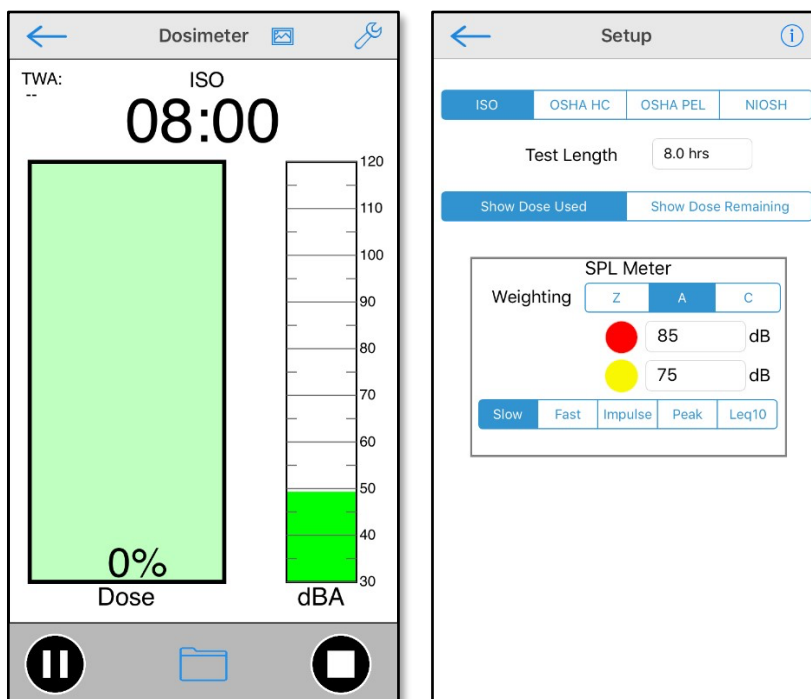 Dosimeter
TWA:
--
ISO
08:00
120
110
100
90
80
70
60
50
40
30
0%
Dose
dBA
Setup
ISO OSHA HC OSHA PEL NIOSH
Test Length 8.0 hrs
Show Dose Used Show Dose Remaining
SPL Meter
Weighting Z A C
85 dB
75 dB
Slow Fast Impulse Peak Leq10